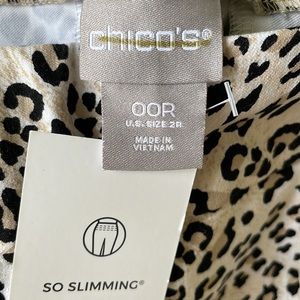 chico's®
00R
U.S. SIZE 2R
MADE IN
VIETNAM
SO SLIMMING®